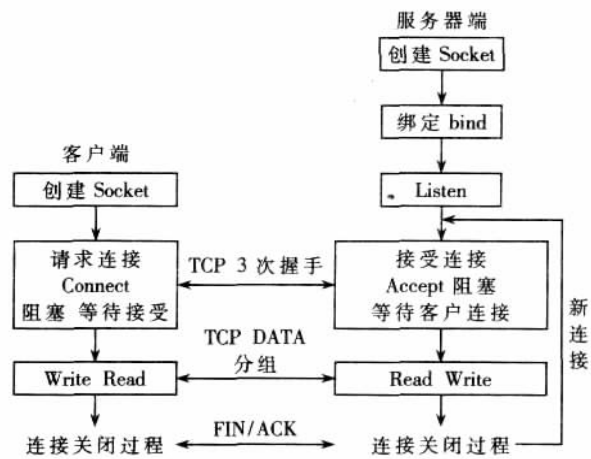 服务器端
创建 Socket
绑定 bind
客户端
创建 Socket
Listen
请求连接
Connect
阻塞 等待接受
TCP 3 次握手
接受连接
Accept 阻塞
等待客户连接
新连接
TCP DATA
分组
Write Read
Read Write
连接关闭过程
FIN/ACK
连接关闭过程